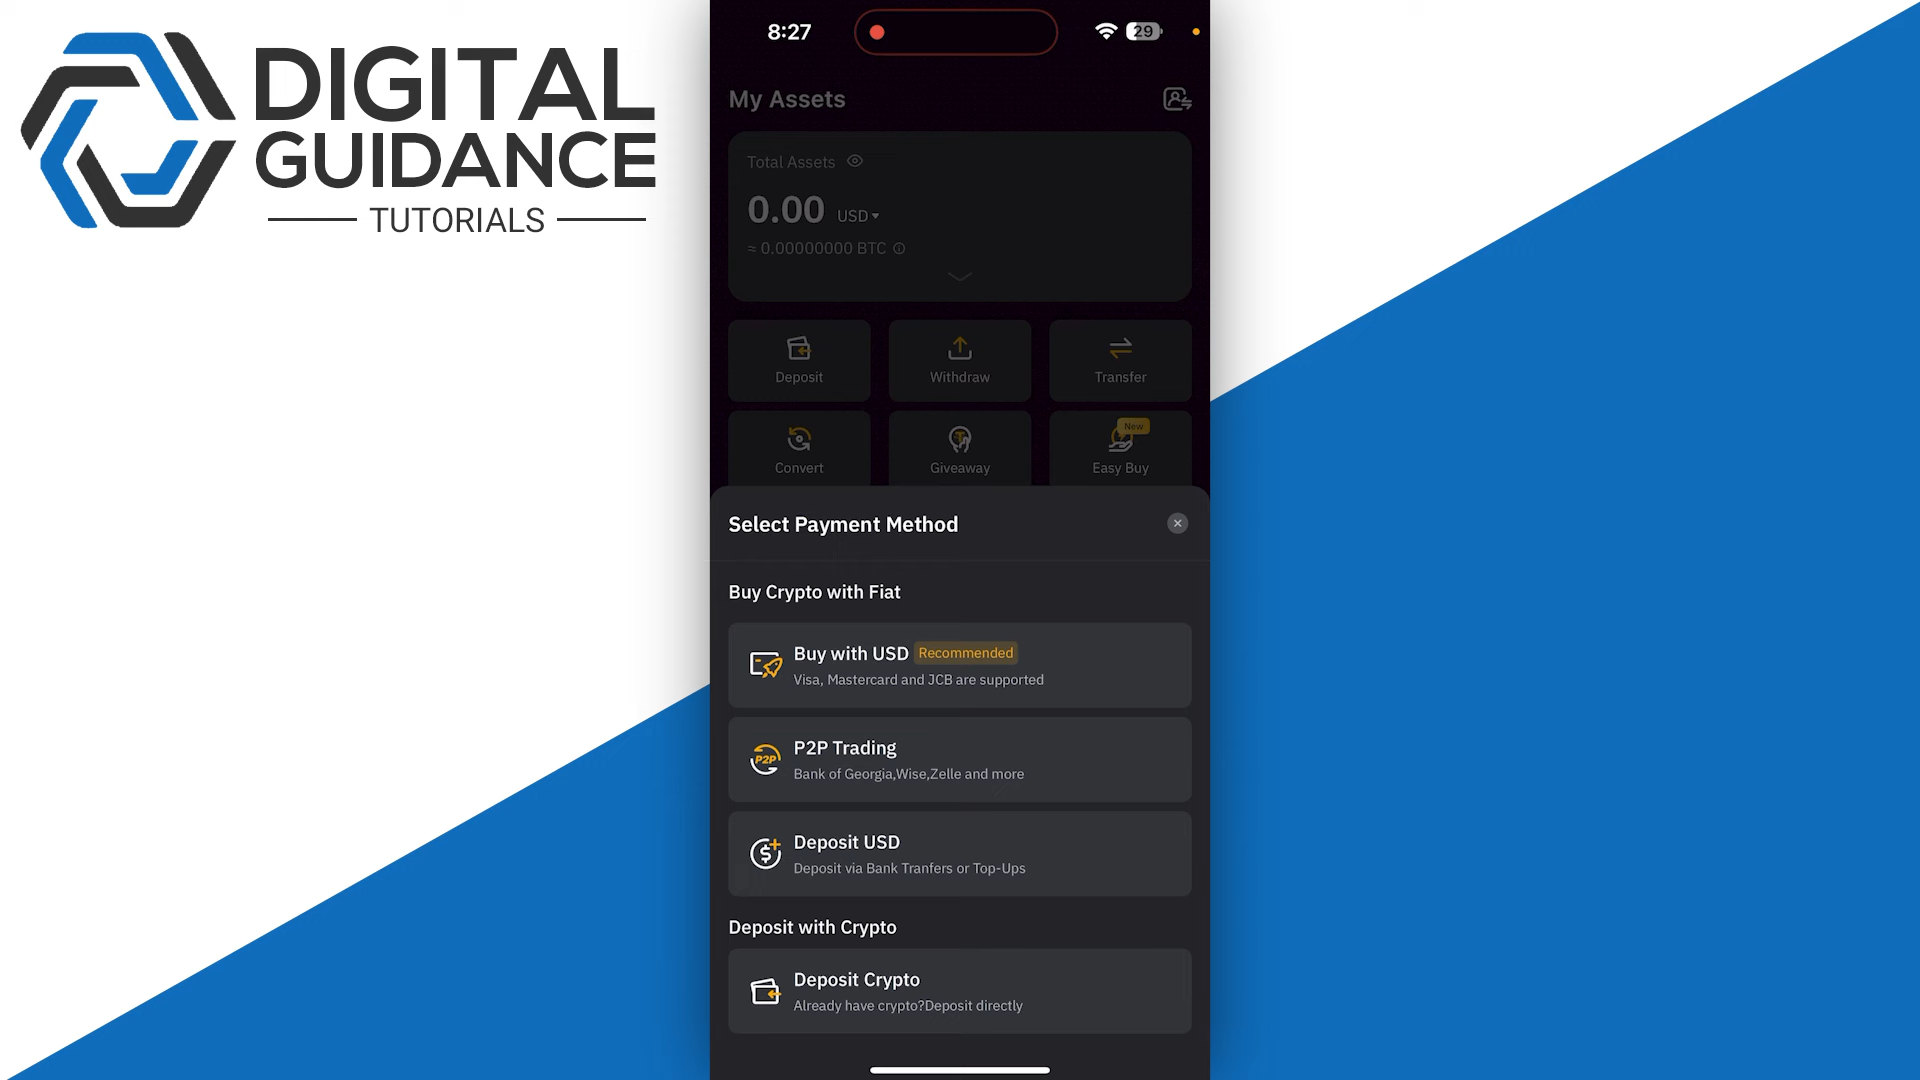 DIGITAL
GUIDANCE
TUTORIALS
8:27
29
My Assets
Total Assets
0.00 USD
≈ 0.00000000 BTC
Deposit
Withdraw
Transfer
New
Convert
Giveaway
Easy Buy
Select Payment Method
Buy Crypto with Fiat
Buy with USD Recommended
Visa, Mastercard and JCB are supported
P2P
P2P Trading
Bank of Georgia,Wise,Zelle and more
Deposit USD
Deposit via Bank Tranfers or Top-Ups
Deposit with Crypto
Deposit Crypto
Already have crypto?Deposit directly